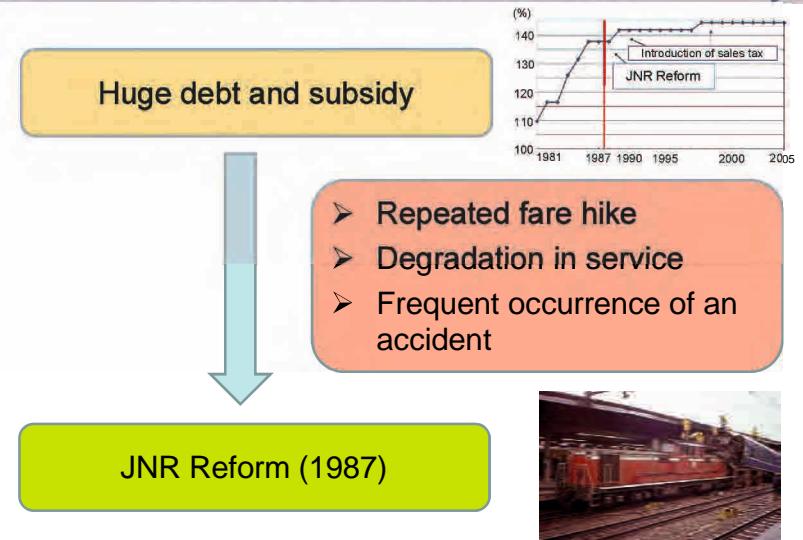 Huge debt and subsidy
(%)
140
130
120
110
100
1981 1987 1990 1995 2000 2005
Introduction of sales tax
JNR Reform
➢ Repeated fare hike
➢ Degradation in service
➢ Frequent occurrence of an
accident
JNR Reform (1987)